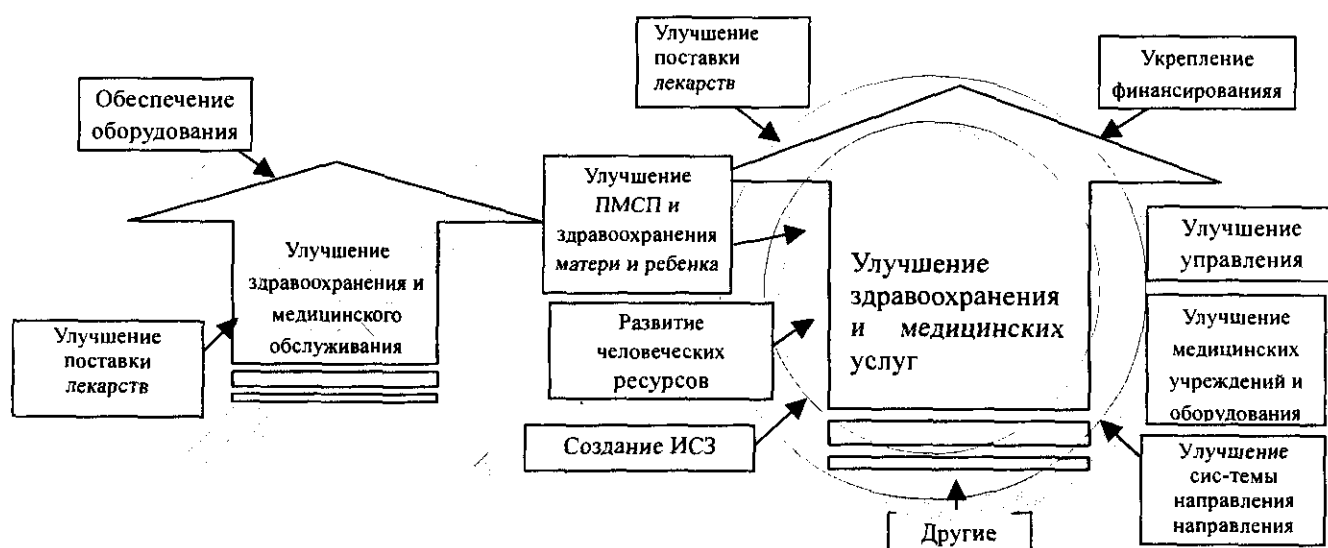 Обеспечение
оборудования
Улучшение
здравоохранения и
медицинского
обслуживания
Улучшение
поставки
лекарств
Улучшение
поставки
лекарств
Укрепление
финансированияя
Улучшение
ПМСП и
здравоохранения
матери и ребенка
Развитие
человеческих
ресурсов
Создание ИСЗ
Улучшение
здравоохранения
и медицинских
услуг
Улучшение
управления
Улучшение
медицинских
учреждений и
оборудования
Улучшение
сис-темы
направления
направления
Другие